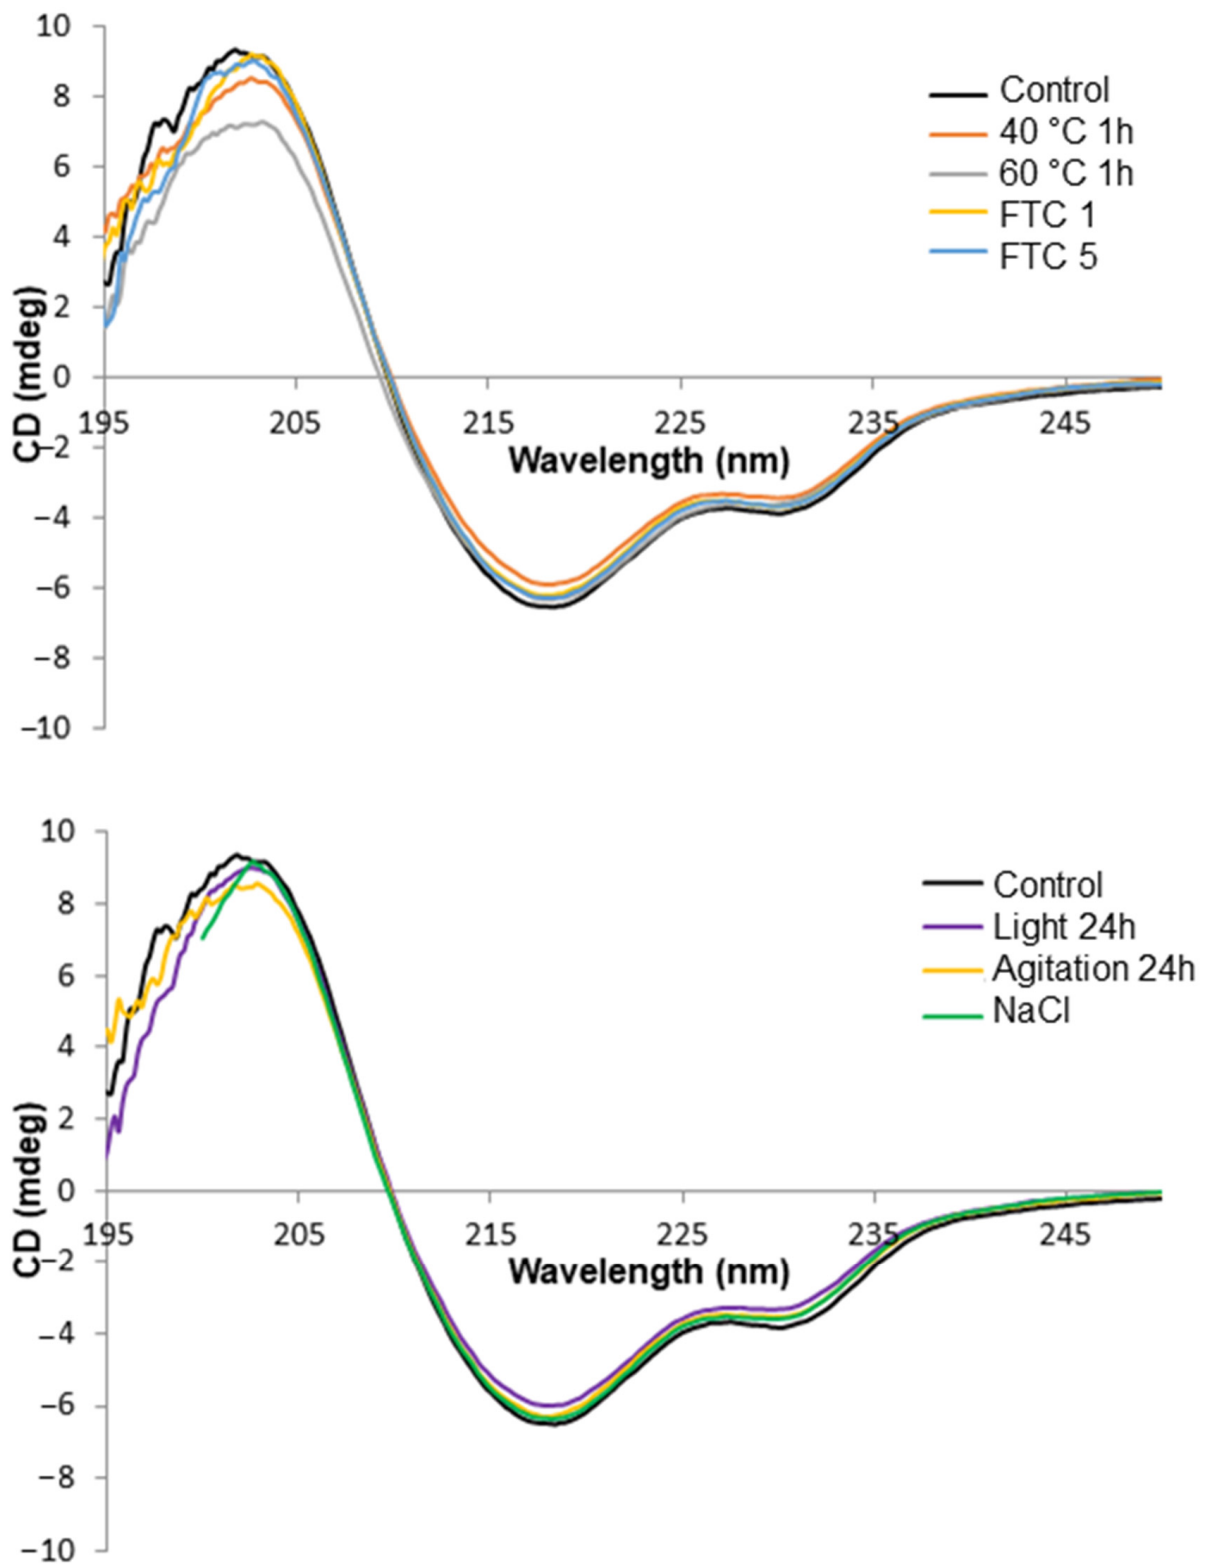 10
8
6
4
2
0
−2
−4
−6
−8
−10
195
205
215
225
235
245
CD (mdeg)
Wavelength (nm)
Control
40 °C 1h
60 °C 1h
FTC 1
FTC 5
10
8
6
4
2
0
−2
−4
−6
−8
−10
195
205
215
225
235
245
CD (mdeg)
Wavelength (nm)
Control
Light 24h
Agitation 24h
NaCl